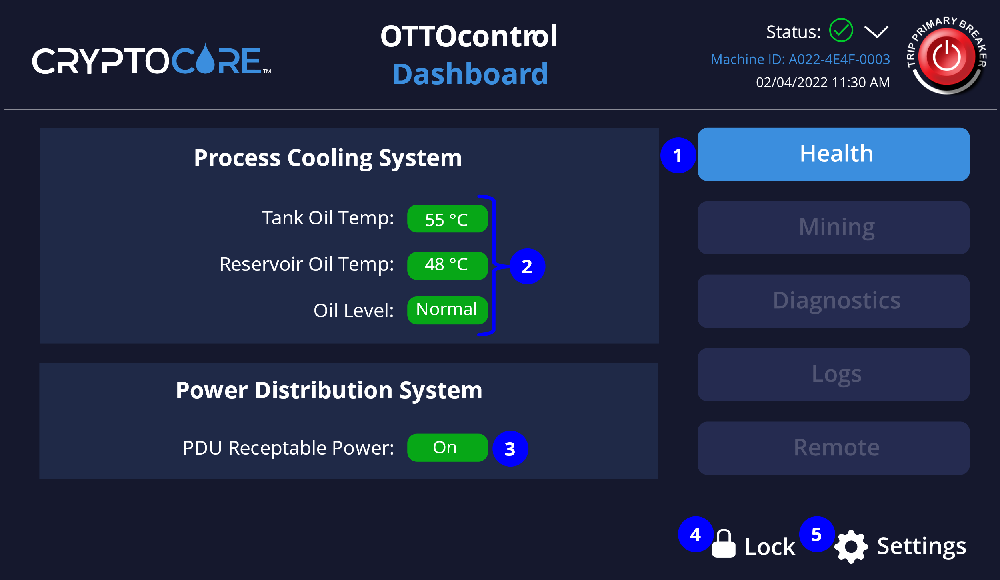 OTTOcontrol
Dashboard
CRYPTOCORE™
Status:
Machine ID: A022-4E4F-0003
02/04/2022 11:30 AM
TRIP PRIMARY BREAKER
Process Cooling System
Tank Oil Temp: 55 °C
Reservoir Oil Temp: 48 °C
Oil Level: Normal
2
Power Distribution System
PDU Receptable Power: On 3
1 Health
Mining
Diagnostics
Logs
Remote
4 Lock 5 Settings